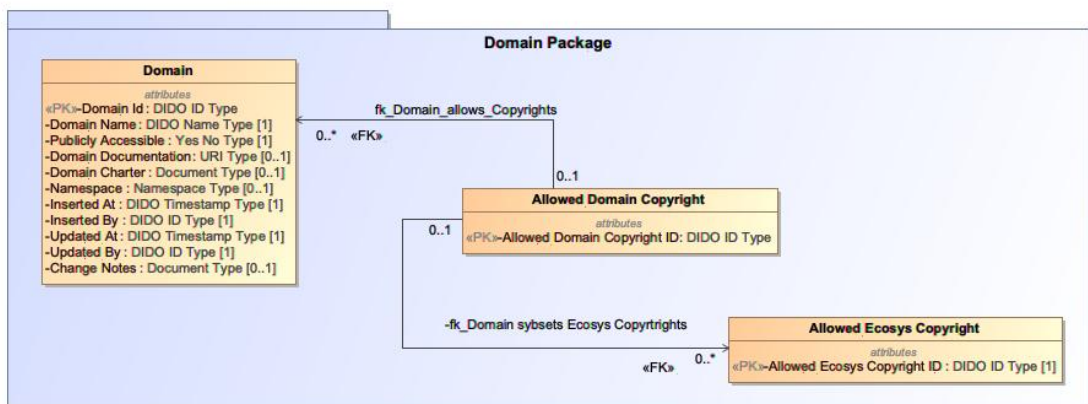 Domain Package
Domain
attributes
«PK»-Domain Id : DIDO ID Type
-Domain Name : DIDO Name Type [1]
-Publicly Accessible : Yes No Type [1]
-Domain Documentation: URI Type [0..1]
-Domain Charter : Document Type [0..1]
-Namespace : Namespace Type [0..1]
-Inserted At : DIDO Timestamp Type [1]
-Inserted By : DIDO ID Type [1]
-Updated At : DIDO Timestamp Type [1]
-Updated By : DIDO ID Type [1]
-Change Notes : Document Type [0..1]
fk_Domain_allows_Copyrights
0..* «FK»
0..1
Allowed Domain Copyright
attributes
«PK»-Allowed Domain Copyright ID: DIDO ID Type
0..1
-fk_Domain sybsets Ecosys Copyrtrights
«FK» 0..*
Allowed Ecosys Copyright
attributes
«PK»-Allowed Ecosys Copyright ID : DIDO ID Type [1]